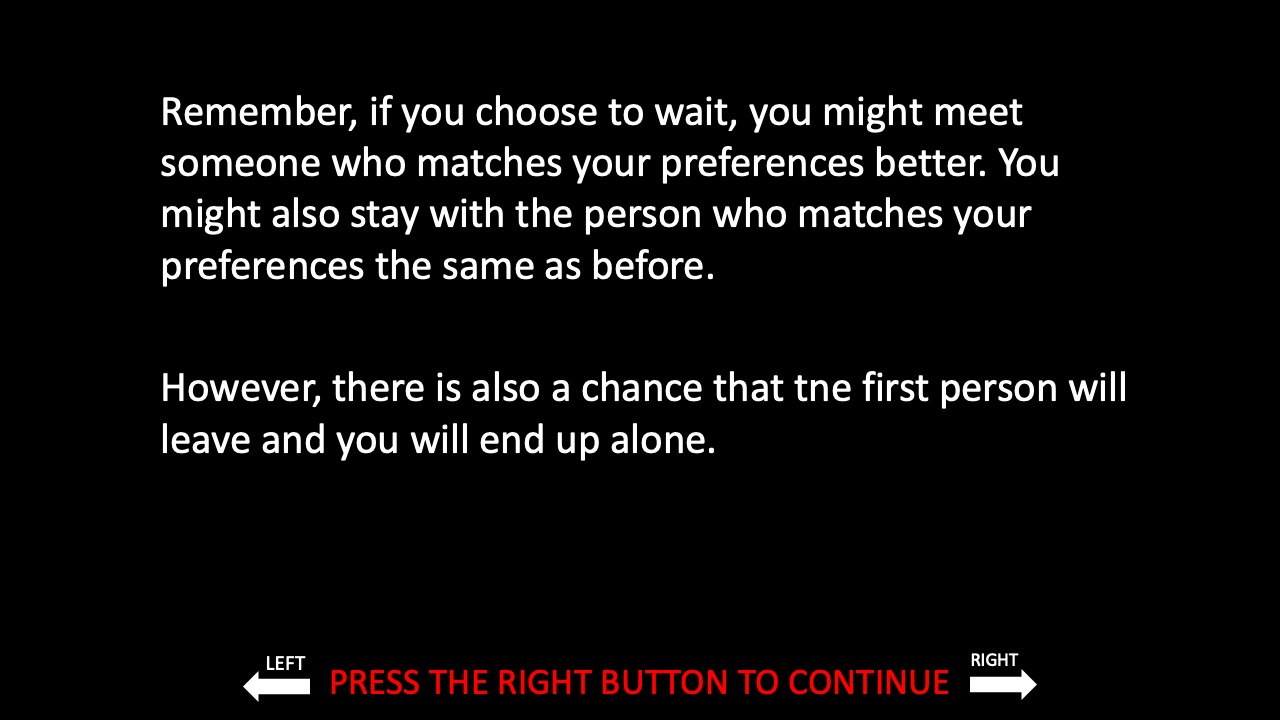 Remember, if you choose to wait, you might meet
someone who matches your preferences better. You
might also stay with the person who matches your
preferences the same as before.
However, there is also a chance that tne first person will
leave and you will end up alone.
LEFT
PRESS THE RIGHT BUTTON TO CONTINUE
RIGHT